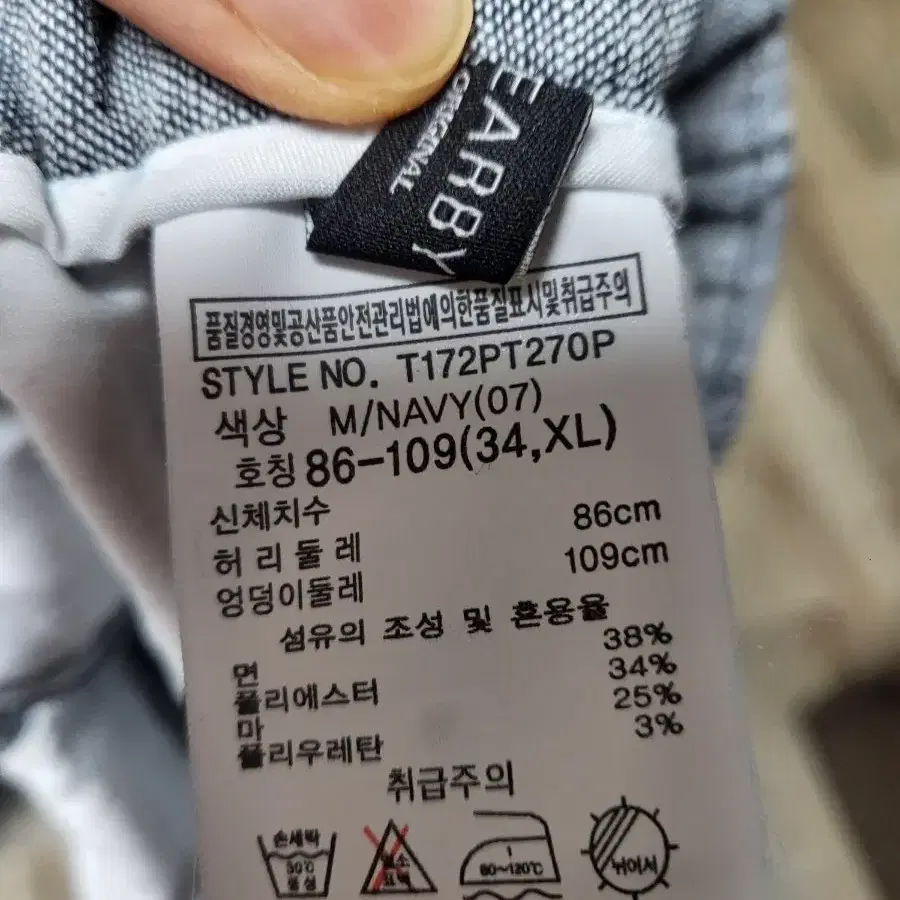 EARBY
ORIGINAL
품질경영및공산품안전관리법에의한품질표시및취급주의
STYLE NO. T172PT270P
색상 M/NAVY(07)
호칭 86-109(34,XL)
신체치수
허리둘레 86cm
엉덩이둘레 109cm
섬유의 조성 및 혼용율
면 38%
폴리에스터 34%
마 25%
폴리우레탄 3%
취급주의
손세탁
30℃
중성
염소
표백
1
80~120℃
뉘어서